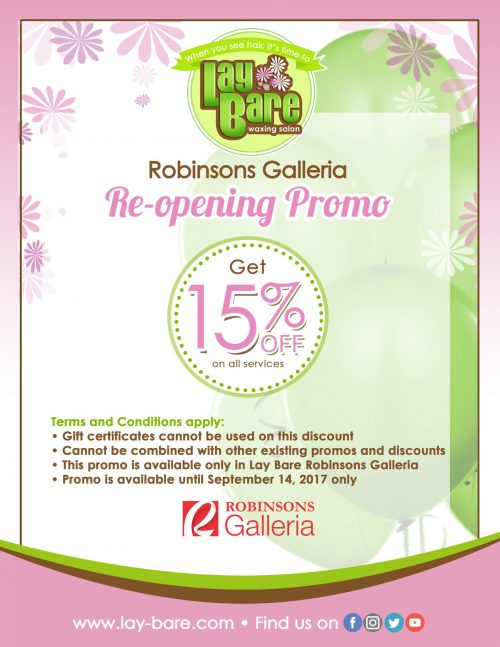 When you see hair, it's time to
Lay
Bare
waxing salon
Robinsons Galleria
Re-opening Promo
Get
15%
OFF
on all services
Terms and Conditions apply:
• Gift certificates cannot be used on this discount
• Cannot be combined with other existing promos and discounts
• This promo is available only in Lay Bare Robinsons Galleria
• Promo is available until September 14, 2017 only
ROBINSONS
Galleria
www.lay-bare.com • Find us on